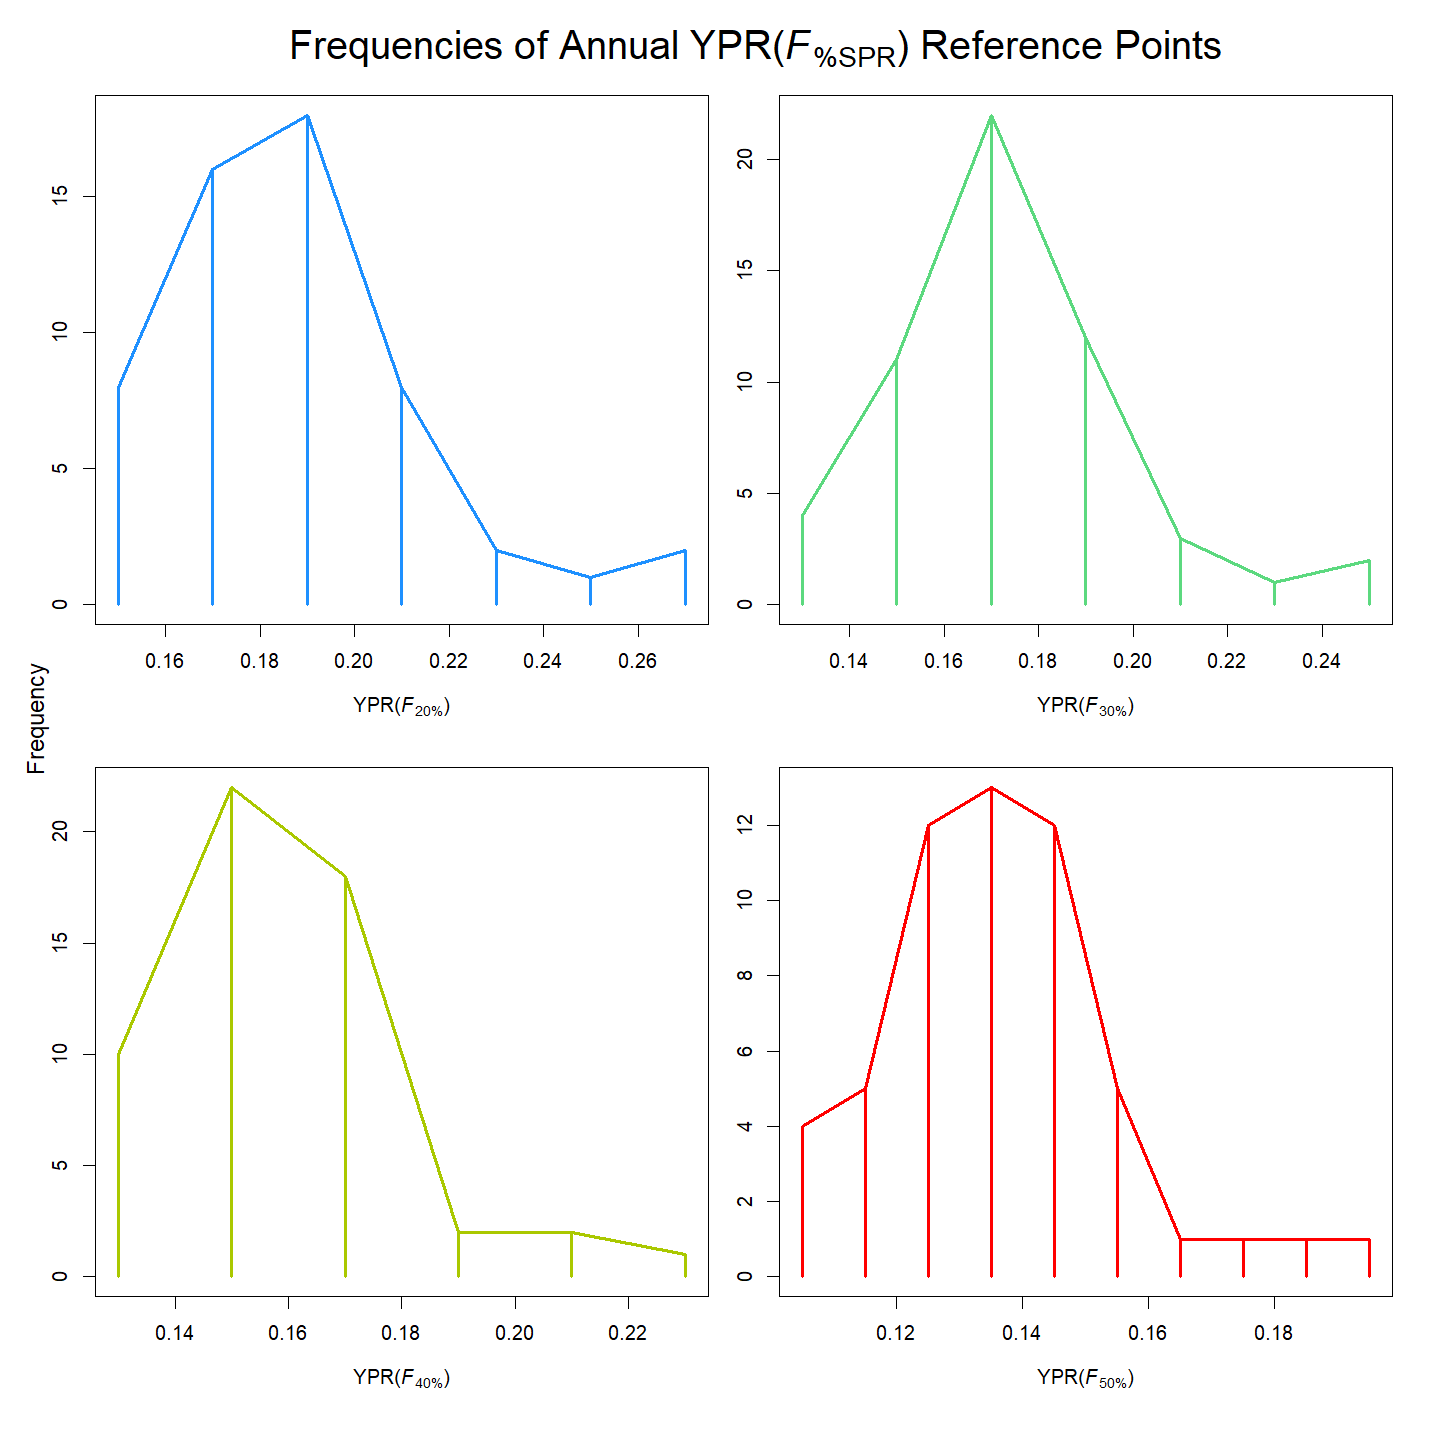 Frequencies of Annual YPR(F%SPR) Reference Points
Frequency
0 5 10 15
0.16 0.18 0.20 0.22 0.24 0.26
YPR(F20%)
0 5 10 15 20
0.14 0.16 0.18 0.20 0.22 0.24
YPR(F30%)
0 5 10 15 20
0.14 0.16 0.18 0.20 0.22
YPR(F40%)
0 2 4 6 8 10 12
0.12 0.14 0.16 0.18
YPR(F50%)